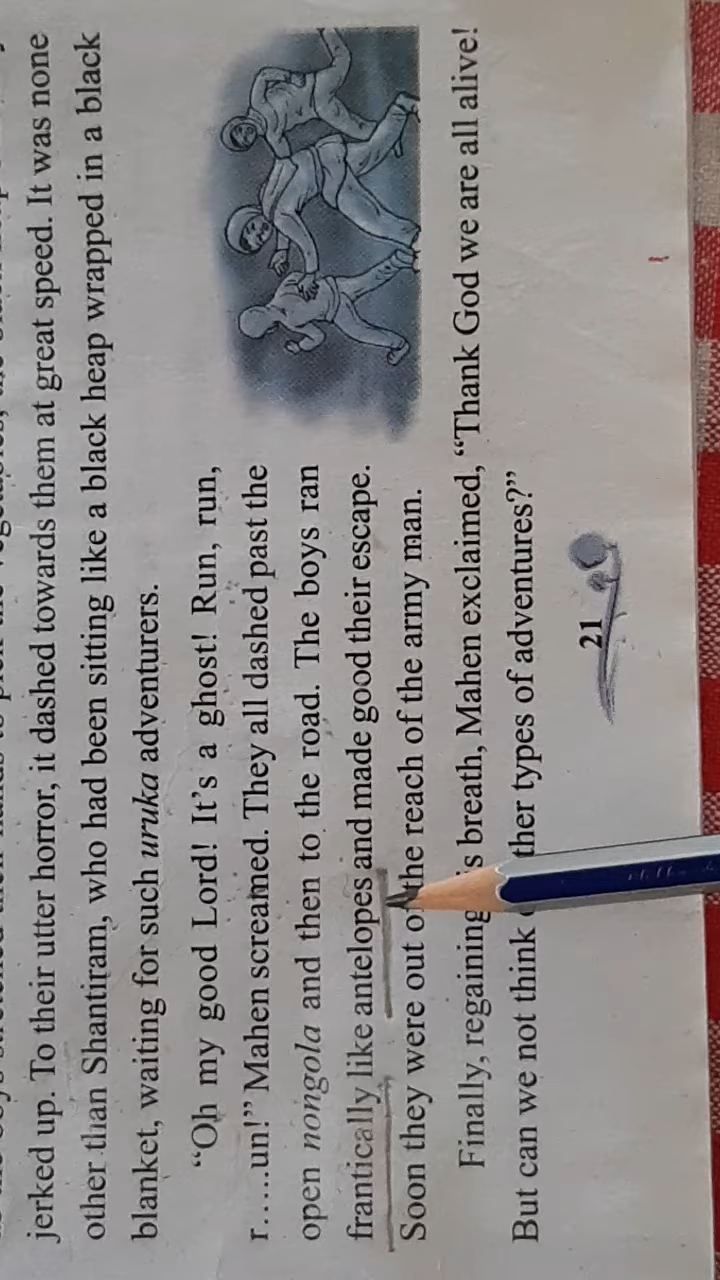 jerked up. To their utter horror, it dashed towards them at great speed. It was none
other than Shantiram, who had been sitting like a black heap wrapped in a black
blanket, waiting for such uruka adventurers.
“Oh my good Lord! It’s a ghost! Run, run,
r.....un!” Mahen screamed. They all dashed past the
open nongola and then to the road. The boys ran
frantically like antelopes and made good their escape.
Soon they were out of the reach of the army man.
Finally, regaining is breath, Mahen exclaimed, “Thank God we are all alive!
But can we not think ther types of adventures?”
21